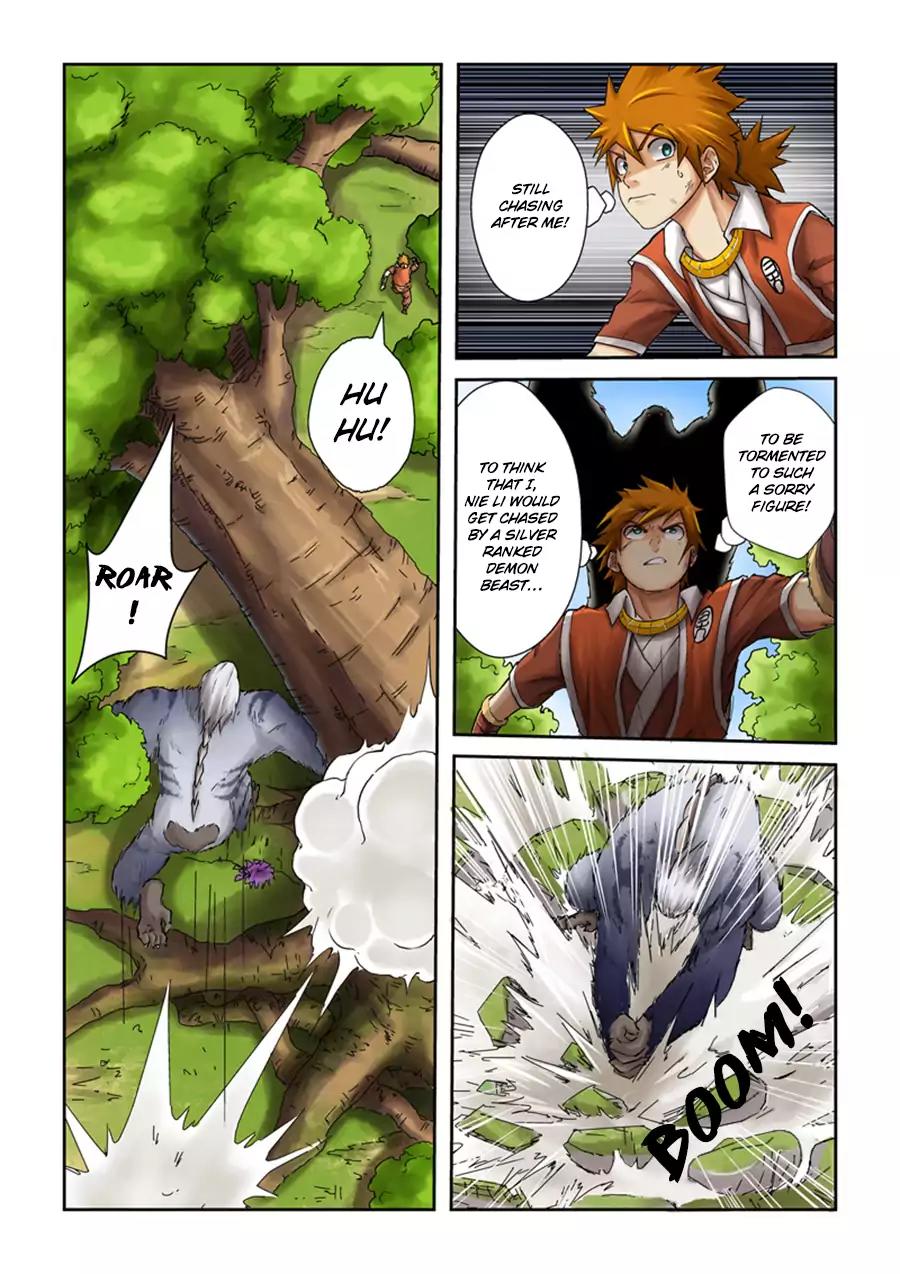 HU
HU!
ROAR
!
STILL
CHASING
AFTER ME!
TO THINK
THAT I,
NIE LI WOULD
GET CHASED
BY A SILVER
RANKED
DEMON
BEAST...
TO BE
TORMENTED
TO SUCH
A SORRY
FIGURE!
BOOM!